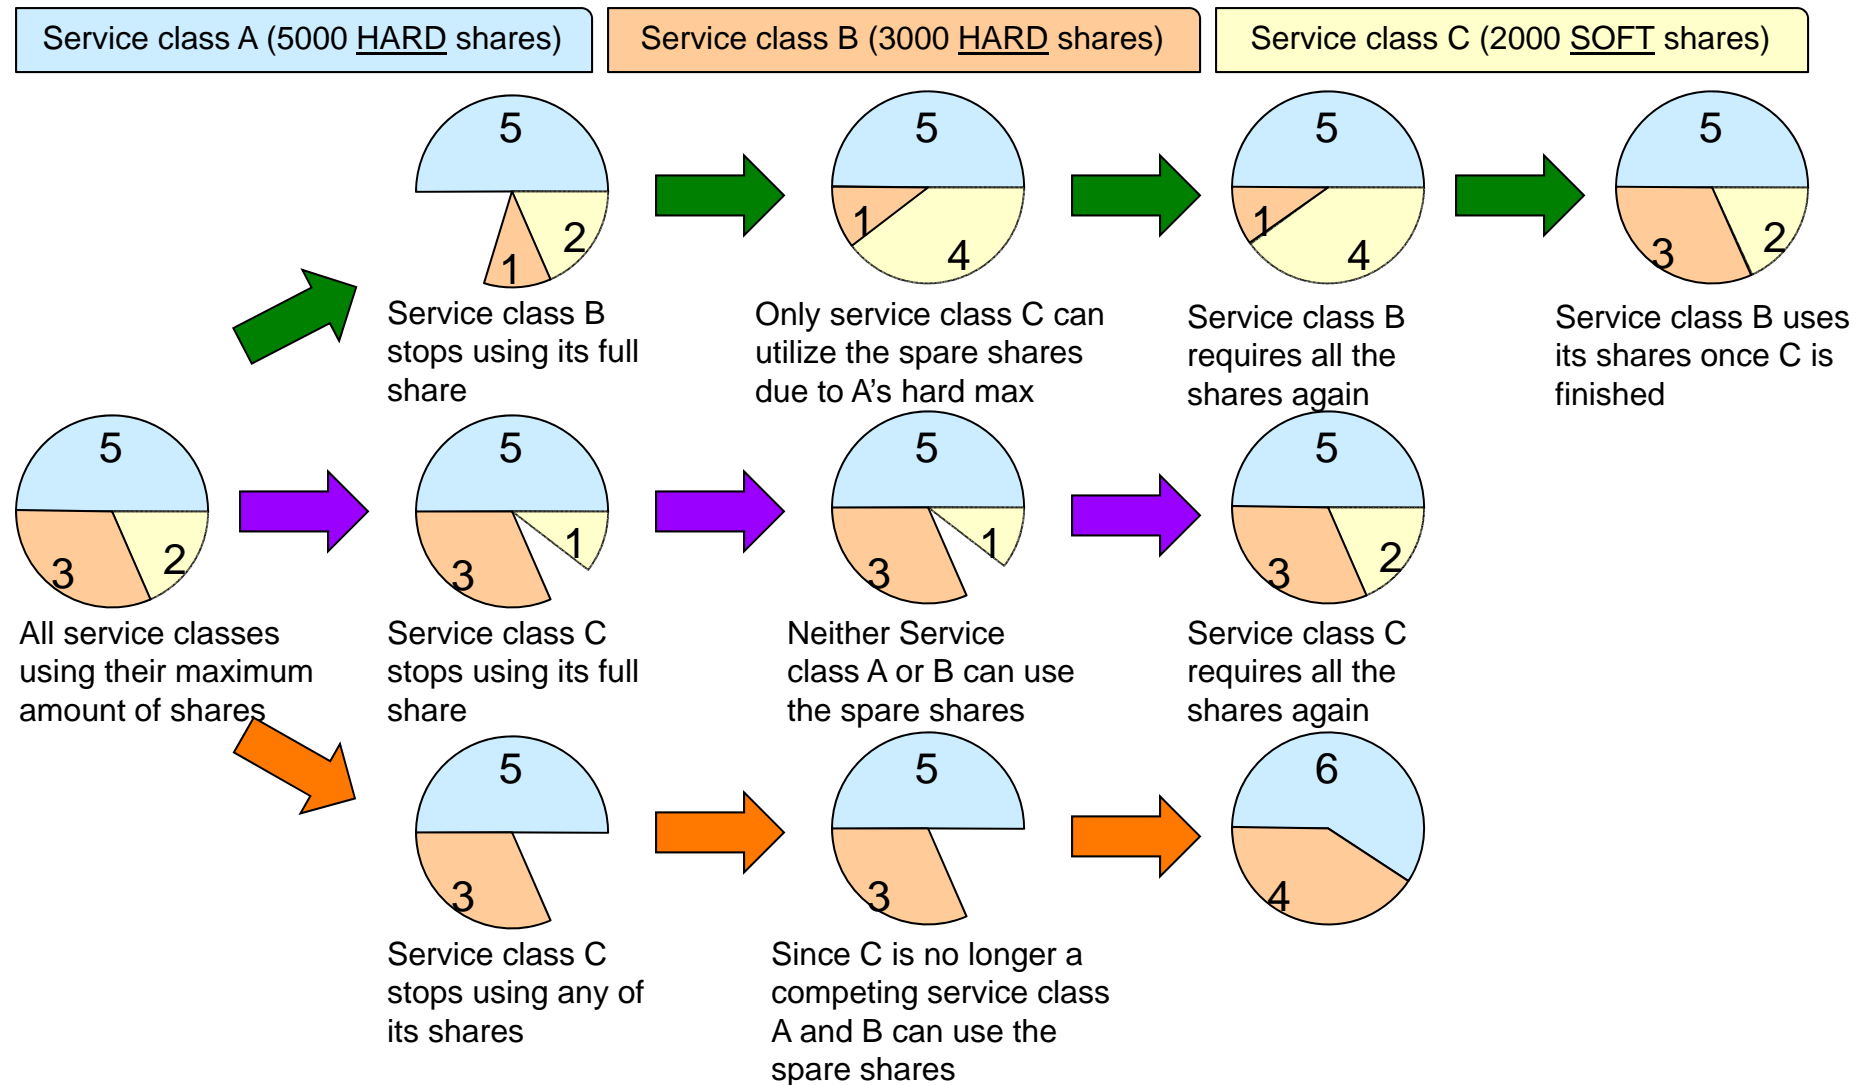 Service class A (5000 HARD shares)
Service class B (3000 HARD shares)
Service class C (2000 SOFT shares)
5
1
2
Service class B
stops using its full
share
5
1
4
Only service class C can
utilize the spare shares
due to A's hard max
5
1
4
Service class B
requires all the
shares again
5
3
2
Service class B uses
its shares once C is
finished
5
3
2
All service classes
using their maximum
amount of shares
5
3
1
Service class C
stops using its full
share
5
3
1
Neither Service
class A or B can use
the spare shares
5
3
2
Service class C
requires all the
shares again
5
3
Service class C
stops using any of
its shares
5
3
Since C is no longer a
competing service class
A and B can use the
spare shares
6
4